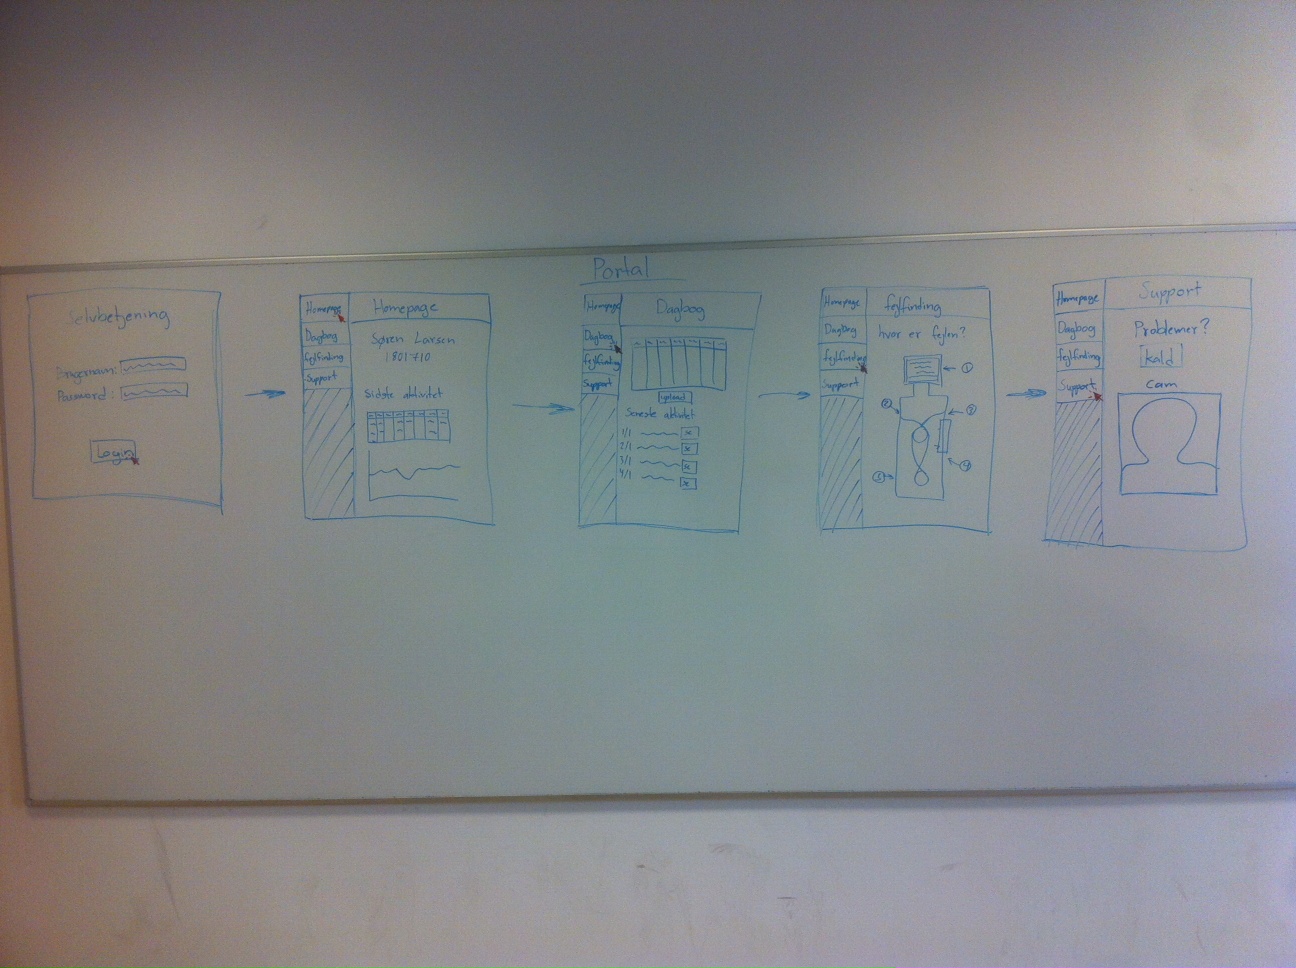 Portal
Selvbetjening
Brugernavn:
Password:
Login
Homepage
Dagbog
fejlfinding
Support
Homepage
Søren Larsen
1801710
Sidste aktivitet
Homepage
Dagbog
fejlfinding
Support
Dagbog
upload
Seneste aktivitet
1/1 x
2/1 x
3/1 x
4/1 x
Homepage
Dagbog
fejlfinding
Support
fejlfinding
hvor er fejlen?
1
2
3
4
Homepage
Dagbog
fejlfinding
Support
Support
Problemer?
kald
cam